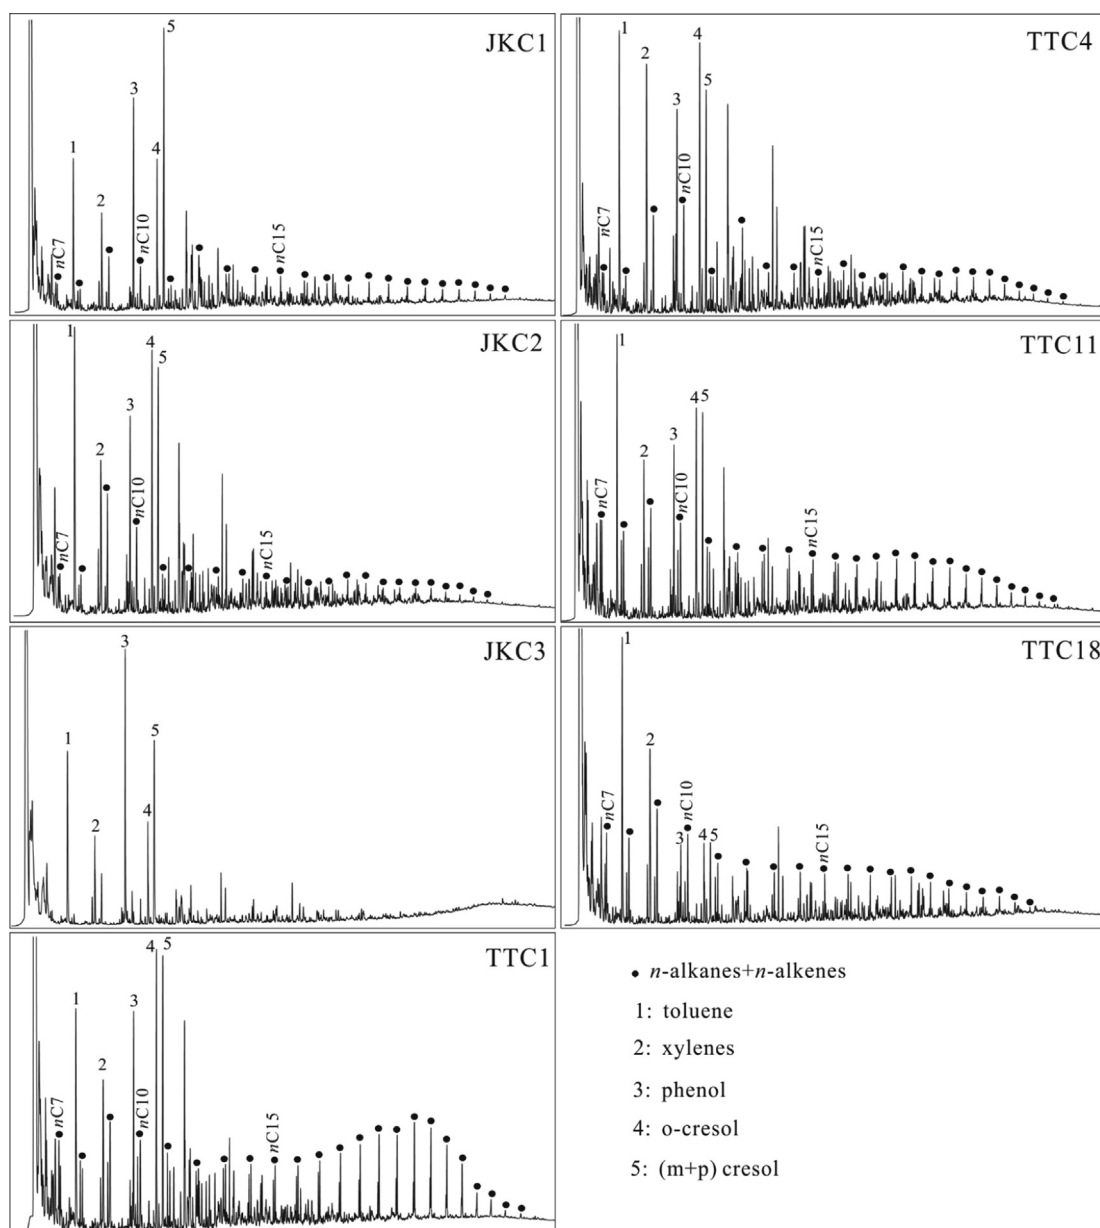 JKC1
1
2
3
4
5
nC7
nC10
nC15
TTC4
1
2
3
4
5
nC7
nC10
nC15
JKC2
1
2
3
4
5
nC7
nC10
nC15
TTC11
1
2
3
4 5
nC7
nC10
nC15
JKC3
1
2
3
4
5
TTC18
1
2
3
4 5
nC7
nC10
nC15
TTC1
1
2
3
4 5
nC7
nC10
nC15
• n-alkanes+n-alkenes
1: toluene
2: xylenes
3: phenol
4: o-cresol
5: (m+p) cresol